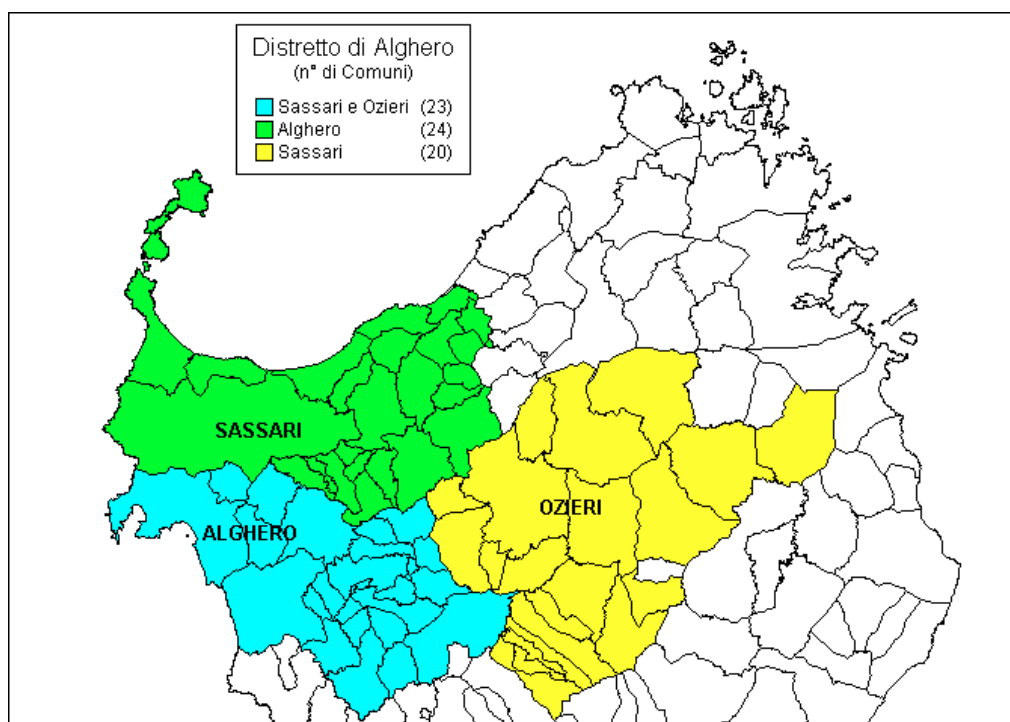 Distretto di Alghero
(n° di Comuni)
Sassari e Ozieri (23)
Alghero (24)
Sassari (20)
SASSARI
OZIERI
ALGHERO